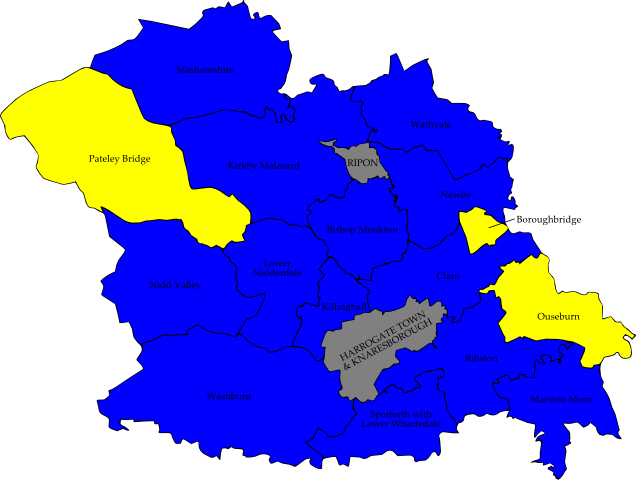 Mashamshire
Wathvale
Pateley Bridge
RIPON
Kirkby Malzeard
Newby
Boroughbridge
Bishop Monkton
Lower
Nidderdale
Claro
Nidd Valley
Killinghall
Ouseburn
HARROGATE TOWN
& KNARESBOROUGH
Ribston
Washburn
Marston Moor
Spofforth with
Lower Wharfedale